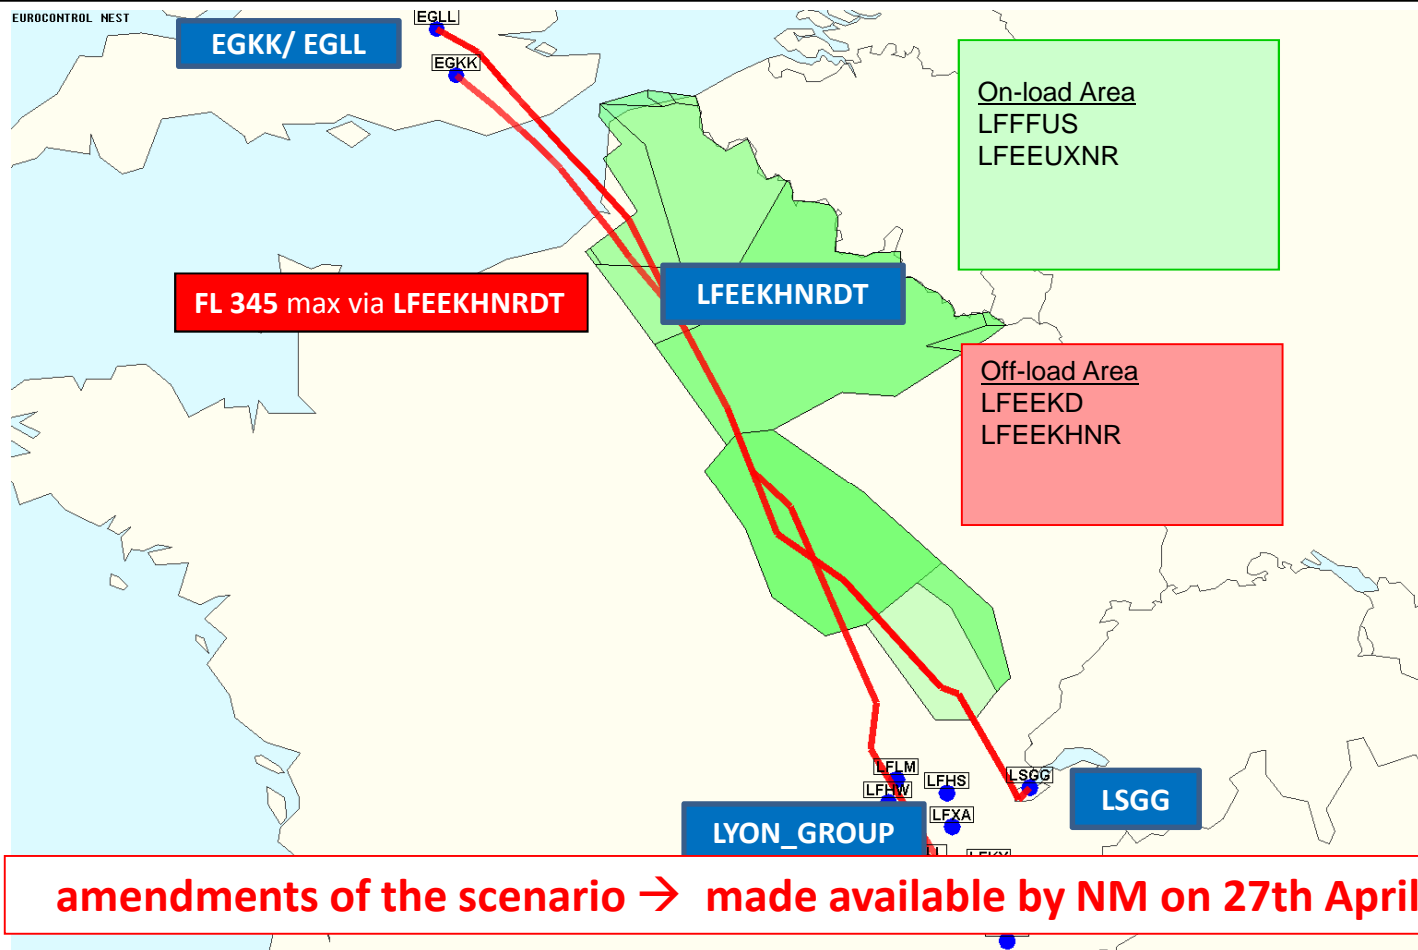 EUROCONTROL NEST
EGLL
EGKK/ EGLL
EGKK
On-load Area
LFFFUS
LFEEUXNR
FL 345 max via LFEEKHNRDT
LFEEKHNRDT
Off-load Area
LFEEKD
LFEEKHNR
LFLM
LFHS
LSGG
LFHW
LSGG
LFXA
LYON_GROUP
amendments of the scenario → made available by NM on 27th April